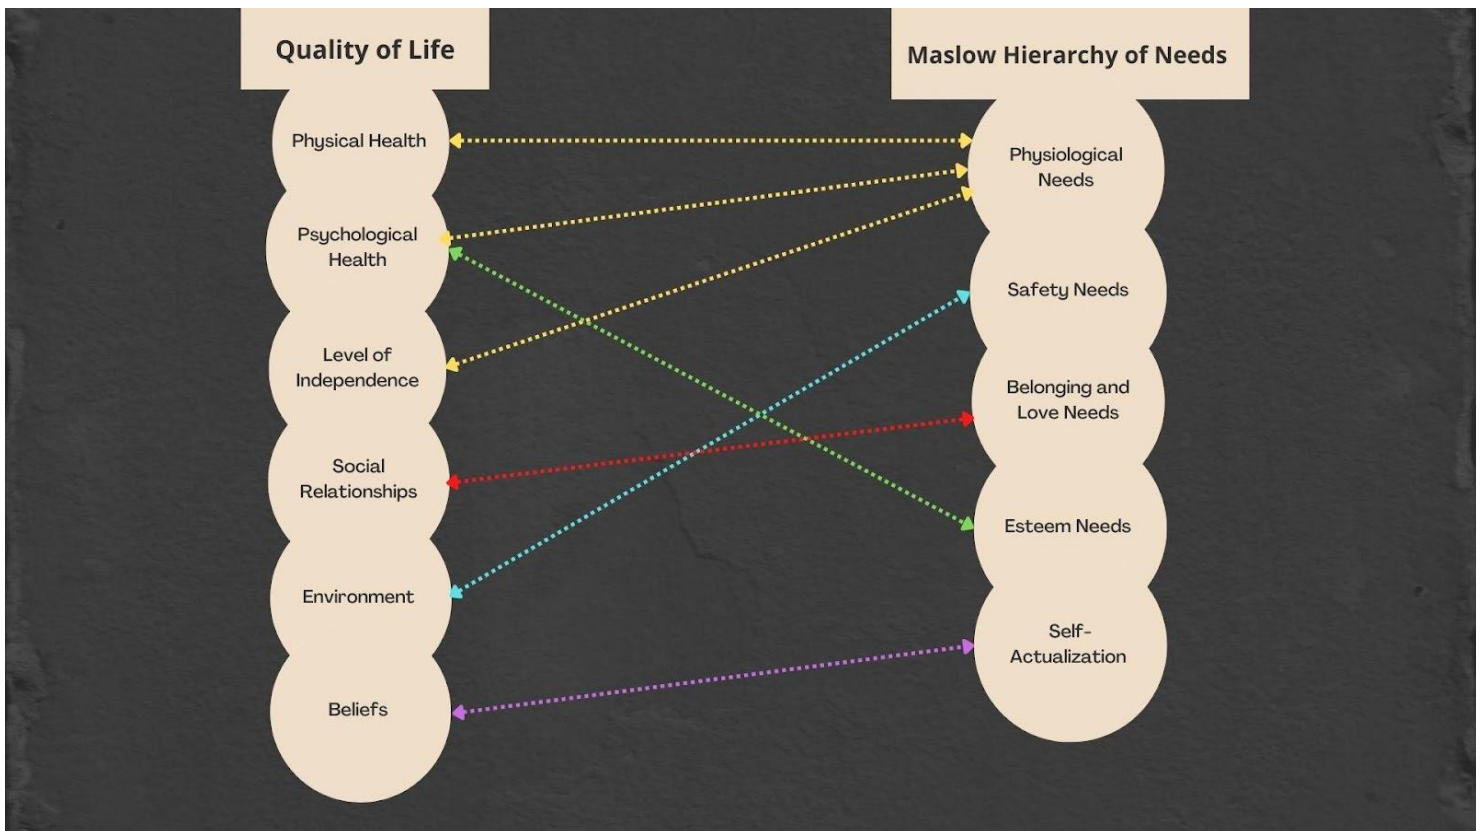 Quality of Life
Physical Health
Psychological
Health
Level of
Independence
Social
Relationships
Environment
Beliefs
Maslow Hierarchy of Needs
Physiological
Needs
Safety Needs
Belonging and
Love Needs
Esteem Needs
Self-
Actualization